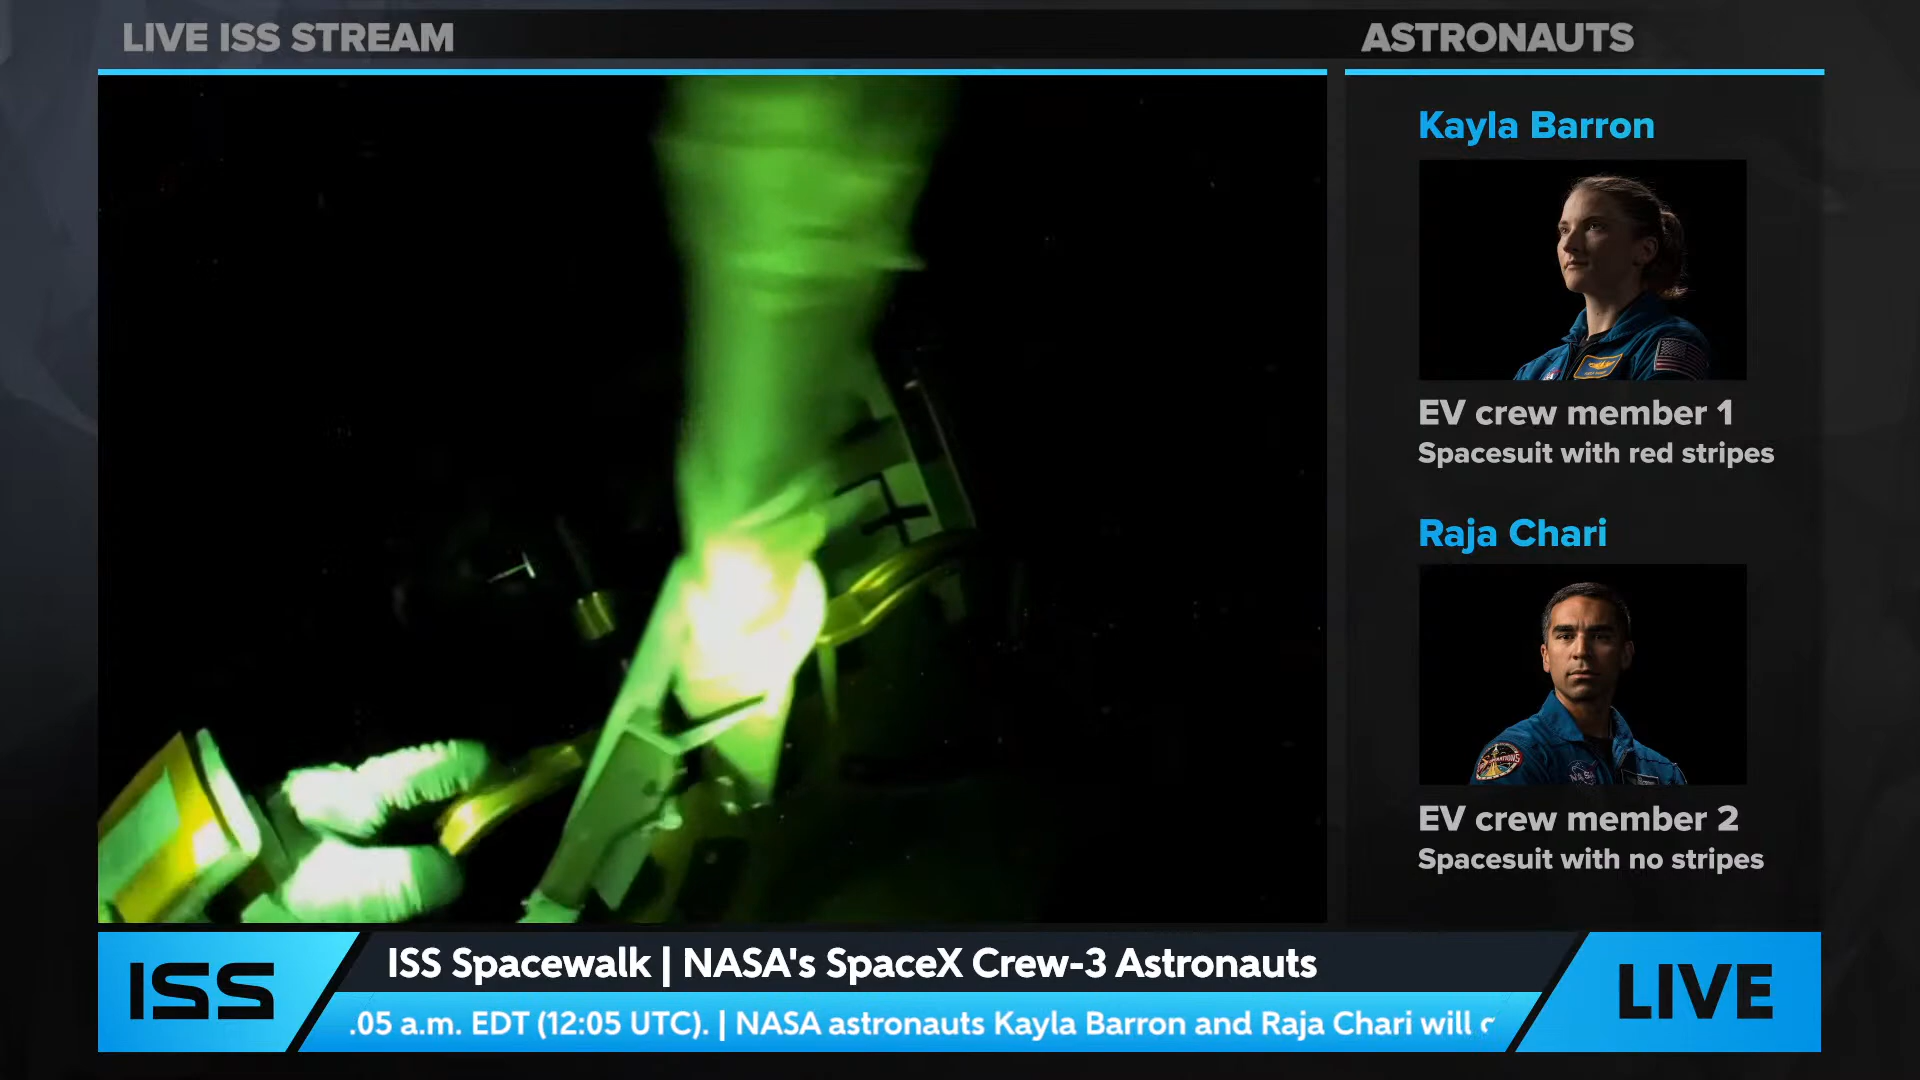 LIVE ISS STREAM
ASTRONAUTS
Kayla Barron
EV crew member 1
Spacesuit with red stripes
Raja Chari
EV crew member 2
Spacesuit with no stripes
ISS
ISS Spacewalk | NASA's SpaceX Crew-3 Astronauts
.05 a.m. EDT (12:05 UTC). | NASA astronauts Kayla Barron and Raja Chari will
LIVE